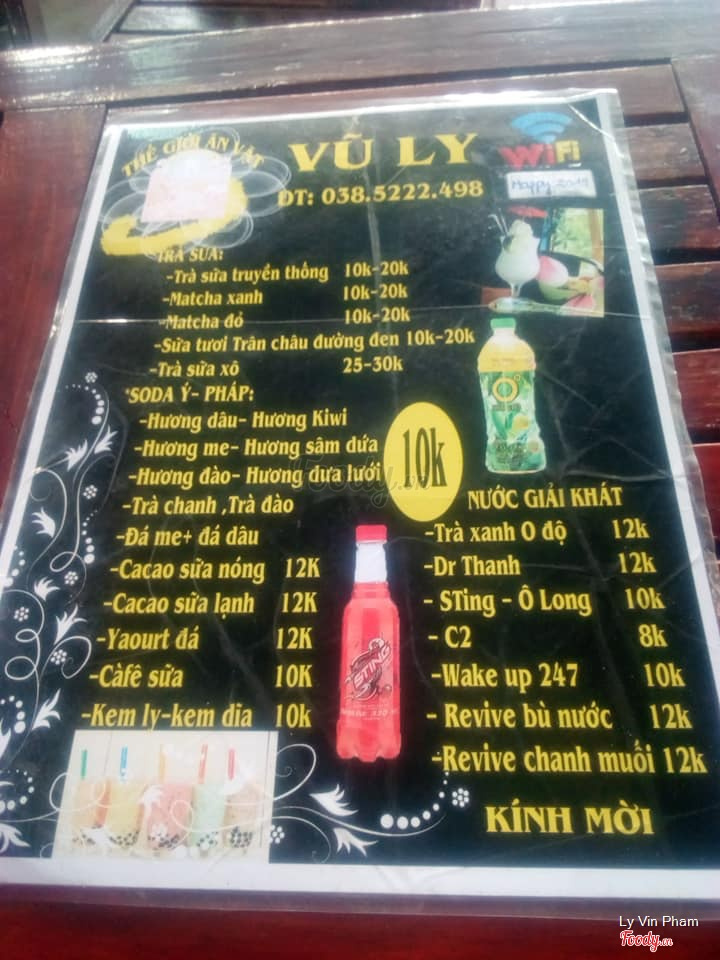 THẾ GIỚI ĂN VẶT
VŨ LY
WiFi
ĐT: 038.5222.498
Happy 2019
TRÀ SỮA:
-Trà sữa truyền thống 10k-20k
-Matcha xanh 10k-20k
-Matcha đỏ 10k-20k
-Sữa tươi Trân châu đường đen 10k-20k
-Trà sữa xô 25-30k
SODA Ý- PHÁP:
-Hương dâu- Hương Kiwi
-Hương me- Hương sâm dứa
-Hương đào- Hương dưa lưới
10k
-Trà chanh ,Trà đào
-Đá me+ đá dâu
-Cacao sữa nóng 12K
-Cacao sữa lạnh 12K
-Yaourt đá 12K
-Càfê sữa 10K
-Kem ly-kem dĩa 10k
NƯỚC GIẢI KHÁT
-Trà xanh O độ 12k
-Dr Thanh 12k
- STing - Ô Long 10k
- C2 8k
-Wake up 247 10k
- Revive bù nước 12k
-Revive chanh muối 12k
STING
KÍNH MỜI
Foody.vn
Ly Vin Pham
Foody.vn